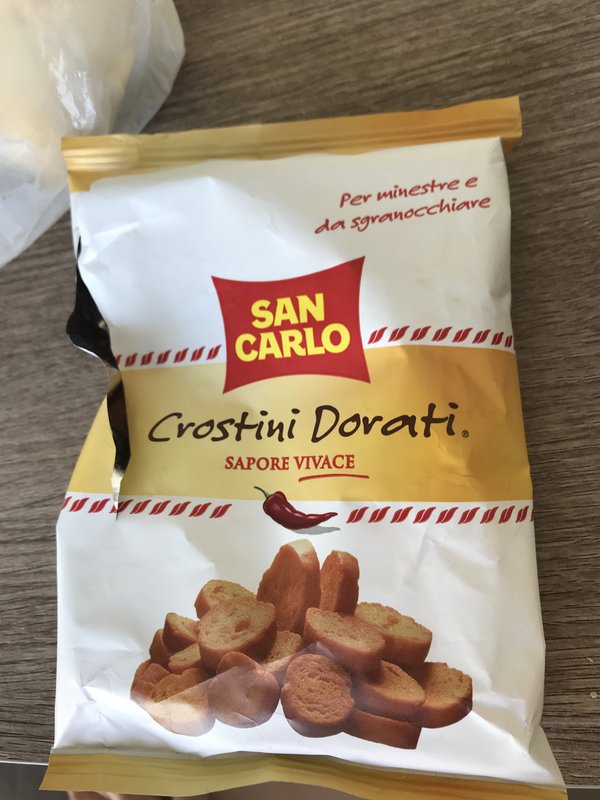 Per minestre e
da sgranocchiare
SAN
CARLO
Crostini Dorati®
SAPORE VIVACE